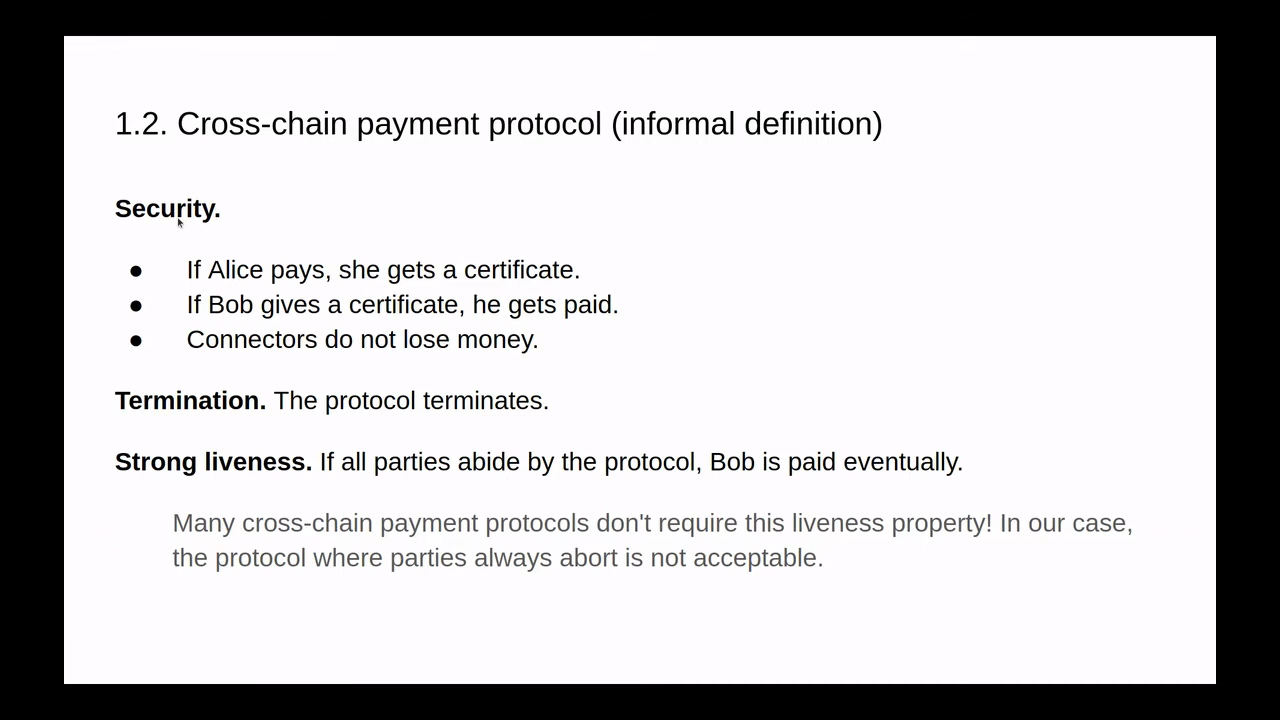 1.2. Cross-chain payment protocol (informal definition)
Security.
● If Alice pays, she gets a certificate.
● If Bob gives a certificate, he gets paid.
● Connectors do not lose money.
Termination. The protocol terminates.
Strong liveness. If all parties abide by the protocol, Bob is paid eventually.
Many cross-chain payment protocols don't require this liveness property! In our case,
the protocol where parties always abort is not acceptable.